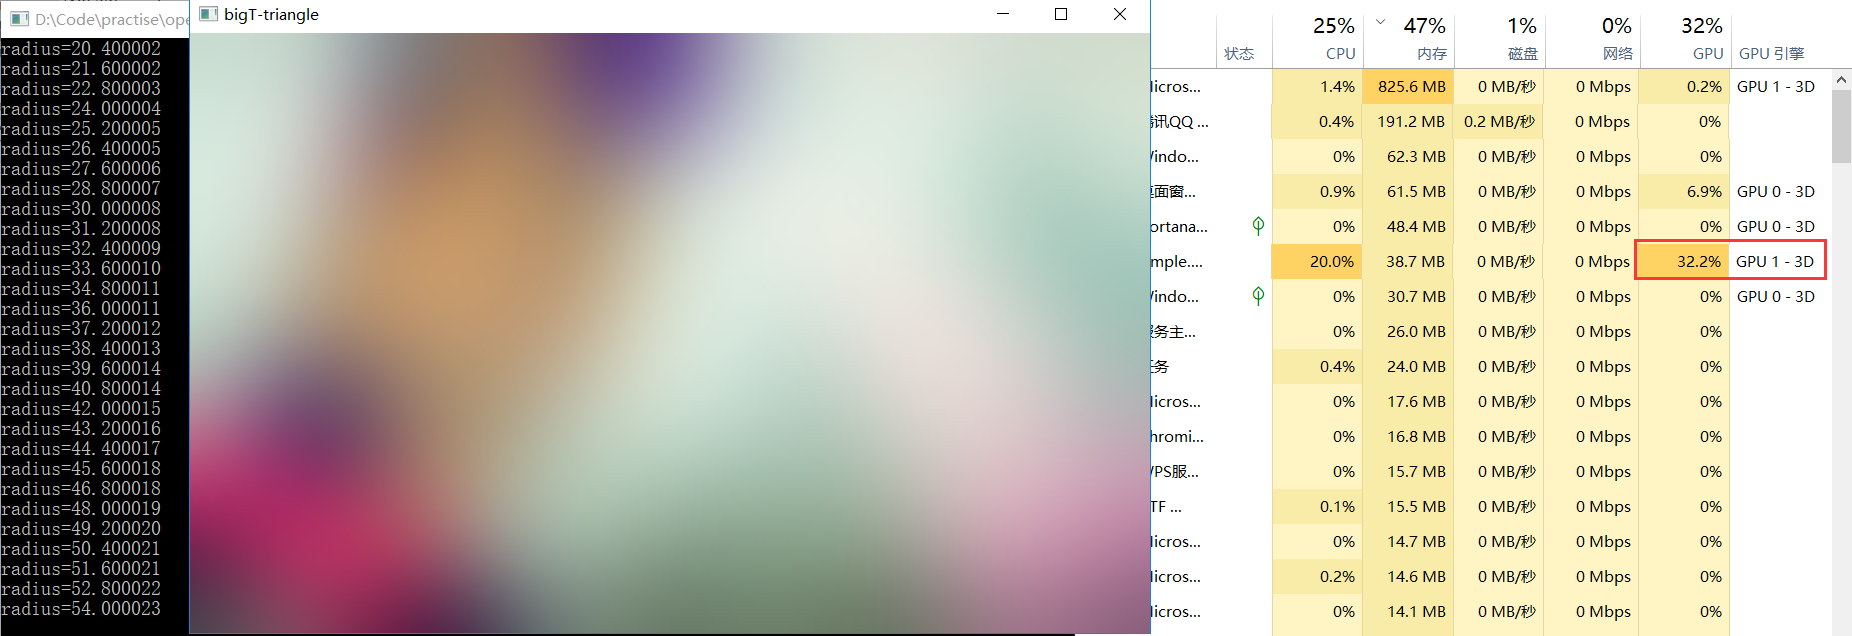 D:\Code\practise\ope
radius=20.400002
radius=21.600002
radius=22.800003
radius=24.000004
radius=25.200005
radius=26.400005
radius=27.600006
radius=28.800007
radius=30.000008
radius=31.200008
radius=32.400009
radius=33.600010
radius=34.800011
radius=36.000011
radius=37.200012
radius=38.400013
radius=39.600014
radius=40.800014
radius=42.000015
radius=43.200016
radius=44.400017
radius=45.600018
radius=46.800018
radius=48.000019
radius=49.200020
radius=50.400021
radius=51.600021
radius=52.800022
radius=54.000023
bigT-triangle
25% 47% 1% 0% 32%
状态 CPU 内存 磁盘 网络 GPU GPU 引擎
icros... 1.4% 825.6 MB 0 MB/秒 0 Mbps 0.2% GPU 1 - 3D
讯QQ ... 0.4% 191.2 MB 0.2 MB/秒 0 Mbps 0%
indo... 0% 62.3 MB 0 MB/秒 0 Mbps 0%
面窗... 0.9% 61.5 MB 0 MB/秒 0 Mbps 6.9% GPU 0 - 3D
ortana... 0% 48.4 MB 0 MB/秒 0 Mbps 0% GPU 0 - 3D
mple.... 20.0% 38.7 MB 0 MB/秒 0 Mbps 32.2% GPU 1 - 3D
indo... 0% 30.7 MB 0 MB/秒 0 Mbps 0% GPU 0 - 3D
务主... 0% 26.0 MB 0 MB/秒 0 Mbps 0%
务 0.4% 24.0 MB 0 MB/秒 0 Mbps 0%
icros... 0% 17.6 MB 0 MB/秒 0 Mbps 0%
hromi... 0% 16.8 MB 0 MB/秒 0 Mbps 0%
PS服... 0% 15.7 MB 0 MB/秒 0 Mbps 0%
TF ... 0.1% 15.5 MB 0 MB/秒 0 Mbps 0%
icros... 0% 14.7 MB 0 MB/秒 0 Mbps 0%
icros... 0.2% 14.6 MB 0 MB/秒 0 Mbps 0%
icros... 0% 14.1 MB 0 MB/秒 0 Mbps 0%